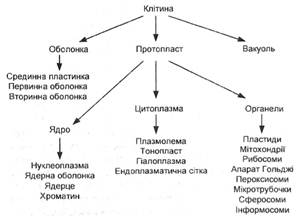 Клітина
Оболонка
Протопласт
Вакуоль
Срединна пластинка
Первинна оболонка
Вторинна оболонка
Ядро
Цитоплазма
Органели
Нуклеоплазма
Ядерна оболонка
Ядерце
Хроматин
Плазмолема
Тонопласт
Гіалоплазма
Ендоплазматична сітка
Пластиди
Мітохондрії
Рибосоми
Апарат Гольджі
Пероксисоми
Мікротрубочки
Сферосоми
Інформосоми